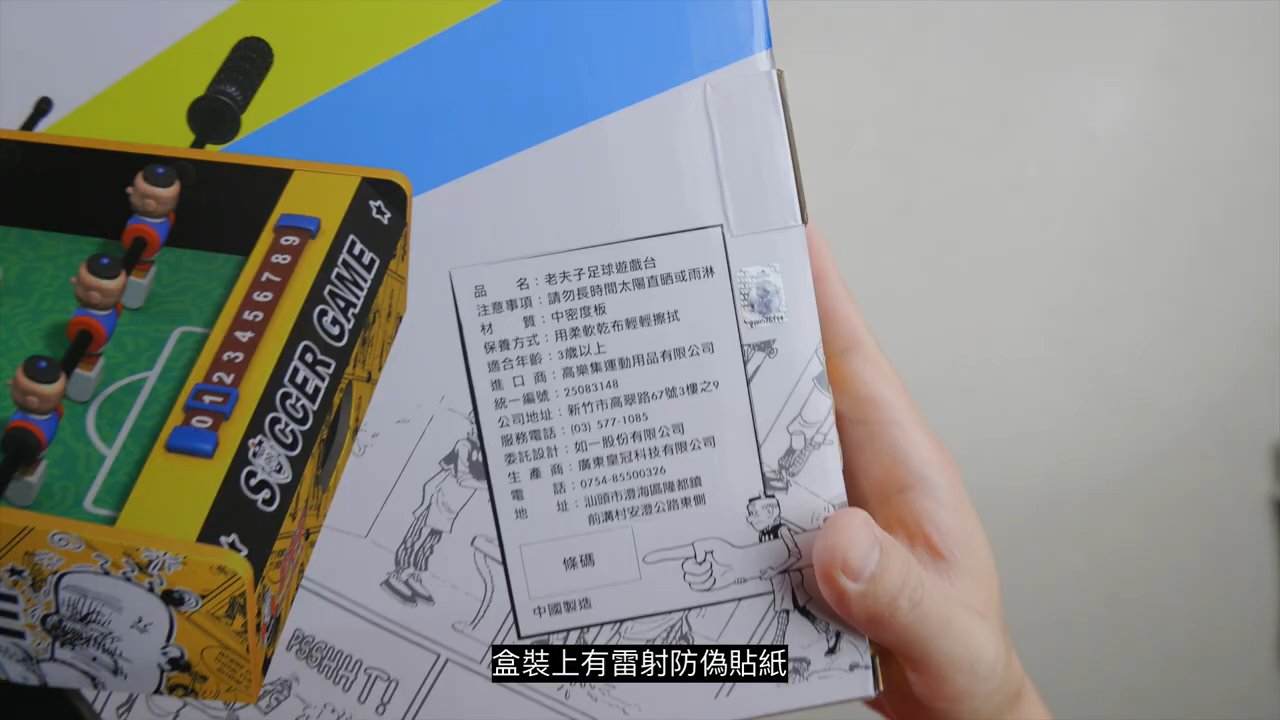 品　　名：老夫子足球遊戲台
注意事項：請勿長時間太陽直晒或雨淋
材　　質：中密度板
保養方式：用柔軟乾布輕輕擦拭
適合年齡：3歲以上
進 口 商：高樂集運動用品有限公司
統一編號：25083148
公司地址：新竹市高翠路67號3樓之9
服務電話：(03) 577-1085
委託設計：如一股份有限公司
生 產 商：廣東皇冠科技有限公司
電　　話：0754-85500326
地　　址：汕頭市澄海區隆都鎮
前溝村安澄公路東側
條碼
中國製造
0 1 2 3 4 5 6 7 8 9
SOCCER GAME
PSSHHT!
盒裝上有雷射防偽貼紙